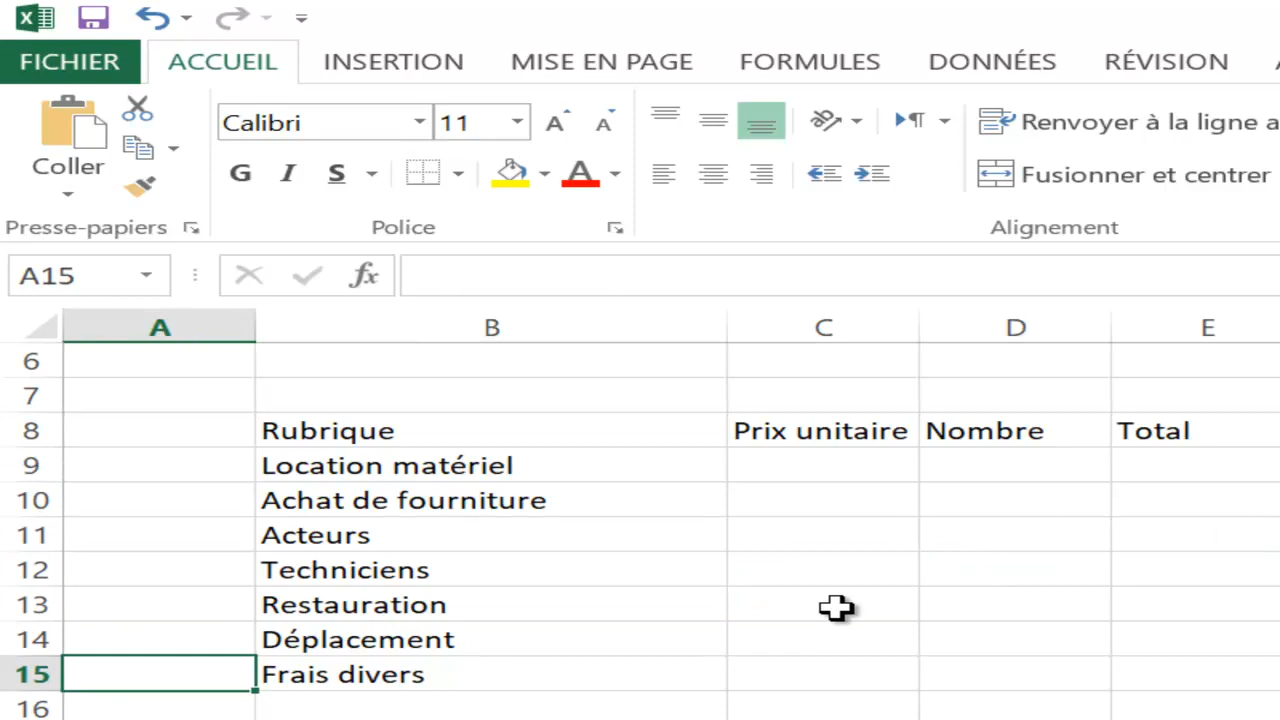 FICHIER ACCUEIL INSERTION MISE EN PAGE FORMULES DONNÉES RÉVISION
Calibri 11 Renvoyer à la ligne a
Coller G I S A Fusionner et centrer
Presse-papiers Police Alignement
A15 fx
A B C D E
6
7
8 Rubrique Prix unitaire Nombre Total
9 Location matériel
10 Achat de fourniture
11 Acteurs
12 Techniciens
13 Restauration
14 Déplacement
15 Frais divers
16